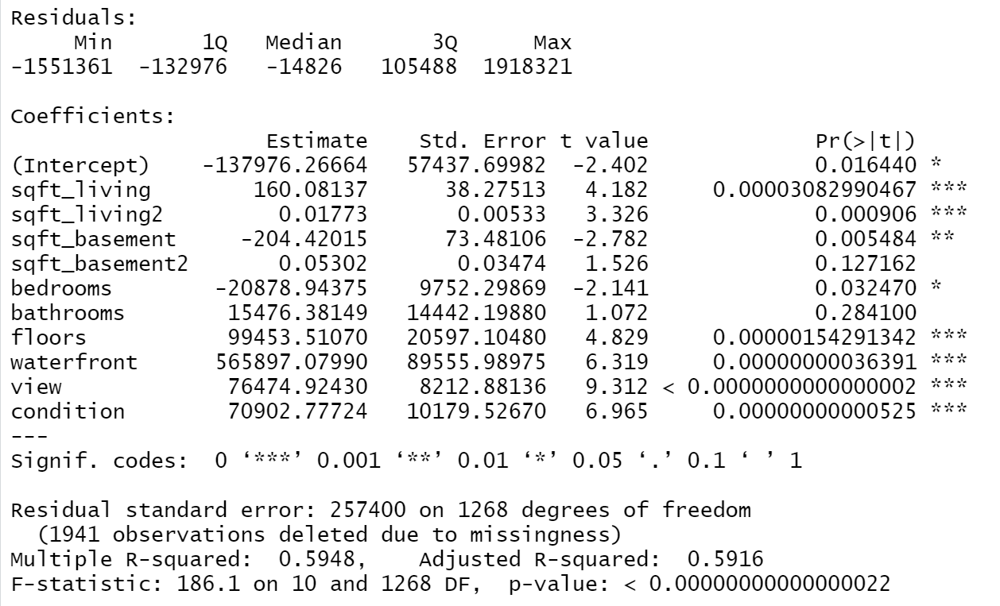 Residuals:
     Min       1Q   Median       3Q      Max
-1551361  -132976   -14826   105488  1918321
Coefficients:
                    Estimate    Std. Error t value             Pr(>|t|)
(Intercept)    -137976.26664   57437.69982  -2.402             0.016440 *
sqft_living        160.08137      38.27513   4.182     0.00003082990467 ***
sqft_living2         0.01773       0.00533   3.326             0.000906 ***
sqft_basement     -204.42015      73.48106  -2.782             0.005484 **
sqft_basement2       0.05302       0.03474   1.526             0.127162
bedrooms        -20878.94375    9752.29869  -2.141             0.032470 *
bathrooms        15476.38149   14442.19880   1.072             0.284100
floors           99453.51070   20597.10480   4.829     0.00000154291342 ***
waterfront      565897.07990   89555.98975   6.319     0.00000000036391 ***
view             76474.92430    8212.88136   9.312 < 0.0000000000000002 ***
condition        70902.77724   10179.52670   6.965     0.00000000000525 ***
---
Signif. codes:  0 ‘***’ 0.001 ‘**’ 0.01 ‘*’ 0.05 ‘.’ 0.1 ‘ ’ 1
Residual standard error: 257400 on 1268 degrees of freedom
  (1941 observations deleted due to missingness)
Multiple R-squared:  0.5948,    Adjusted R-squared:  0.5916
F-statistic: 186.1 on 10 and 1268 DF,  p-value: < 0.00000000000000022